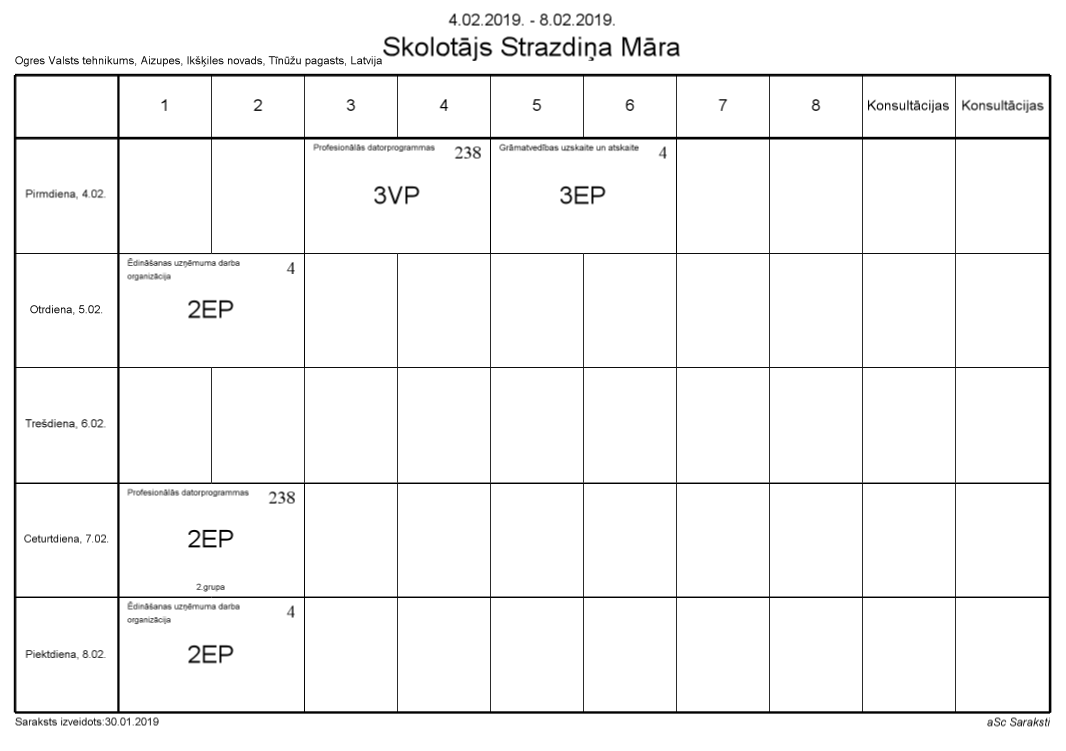 4.02.2019. - 8.02.2019.
Skolotājs Strazdiņa Māra
Ogres Valsts tehnikums, Aizupes, Ikšķiles novads, Tīnūžu pagasts, Latvija
1 2 3 4 5 6 7 8 Konsultācijas Konsultācijas
Pirmdiena, 4.02.
Profesionālās datorprogrammas 238
3VP
Grāmatvedības uzskaite un atskaite 4
3EP
Otrdiena, 5.02.
Ēdināšanas uzņēmuma darba 4
organizācija
2EP
Trešdiena, 6.02.
Ceturtdiena, 7.02.
Profesionālās datorprogrammas 238
2EP
2.grupa
Piektdiena, 8.02.
Ēdināšanas uzņēmuma darba 4
organizācija
2EP
Saraksts izveidots:30.01.2019
aSc Saraksti